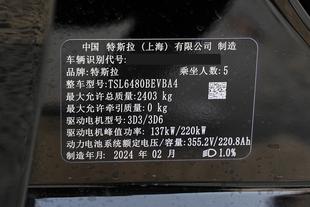 中国 特斯拉（上海）有限公司 制造
车辆识别代号：
品牌：特斯拉 乘坐人数：5
整车型号：TSL6480BEVBA4
最大允许总质量：2403 kg
最大允许牵引质量：0 kg
驱动电机型号：3D3/3D6
驱动电机峰值功率：137kW/220kW
动力电池系统额定电压/容量：355.2V/220.8Ah
制造年月：2024 年 02 月 1.0%